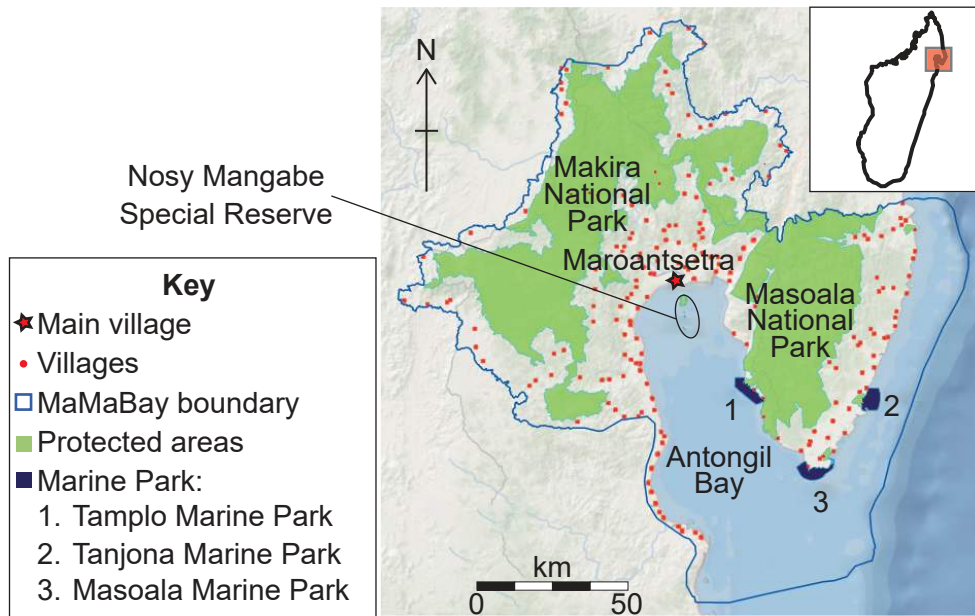 N
Nosy Mangabe
Special Reserve
Makira
National
Park
Maroantsetra
Masoala
National
Park
Antongil
Bay
1
2
3
km
0 50
Key
Main village
Villages
MaMaBay boundary
Protected areas
Marine Park:
1. Tamplo Marine Park
2. Tanjona Marine Park
3. Masoala Marine Park